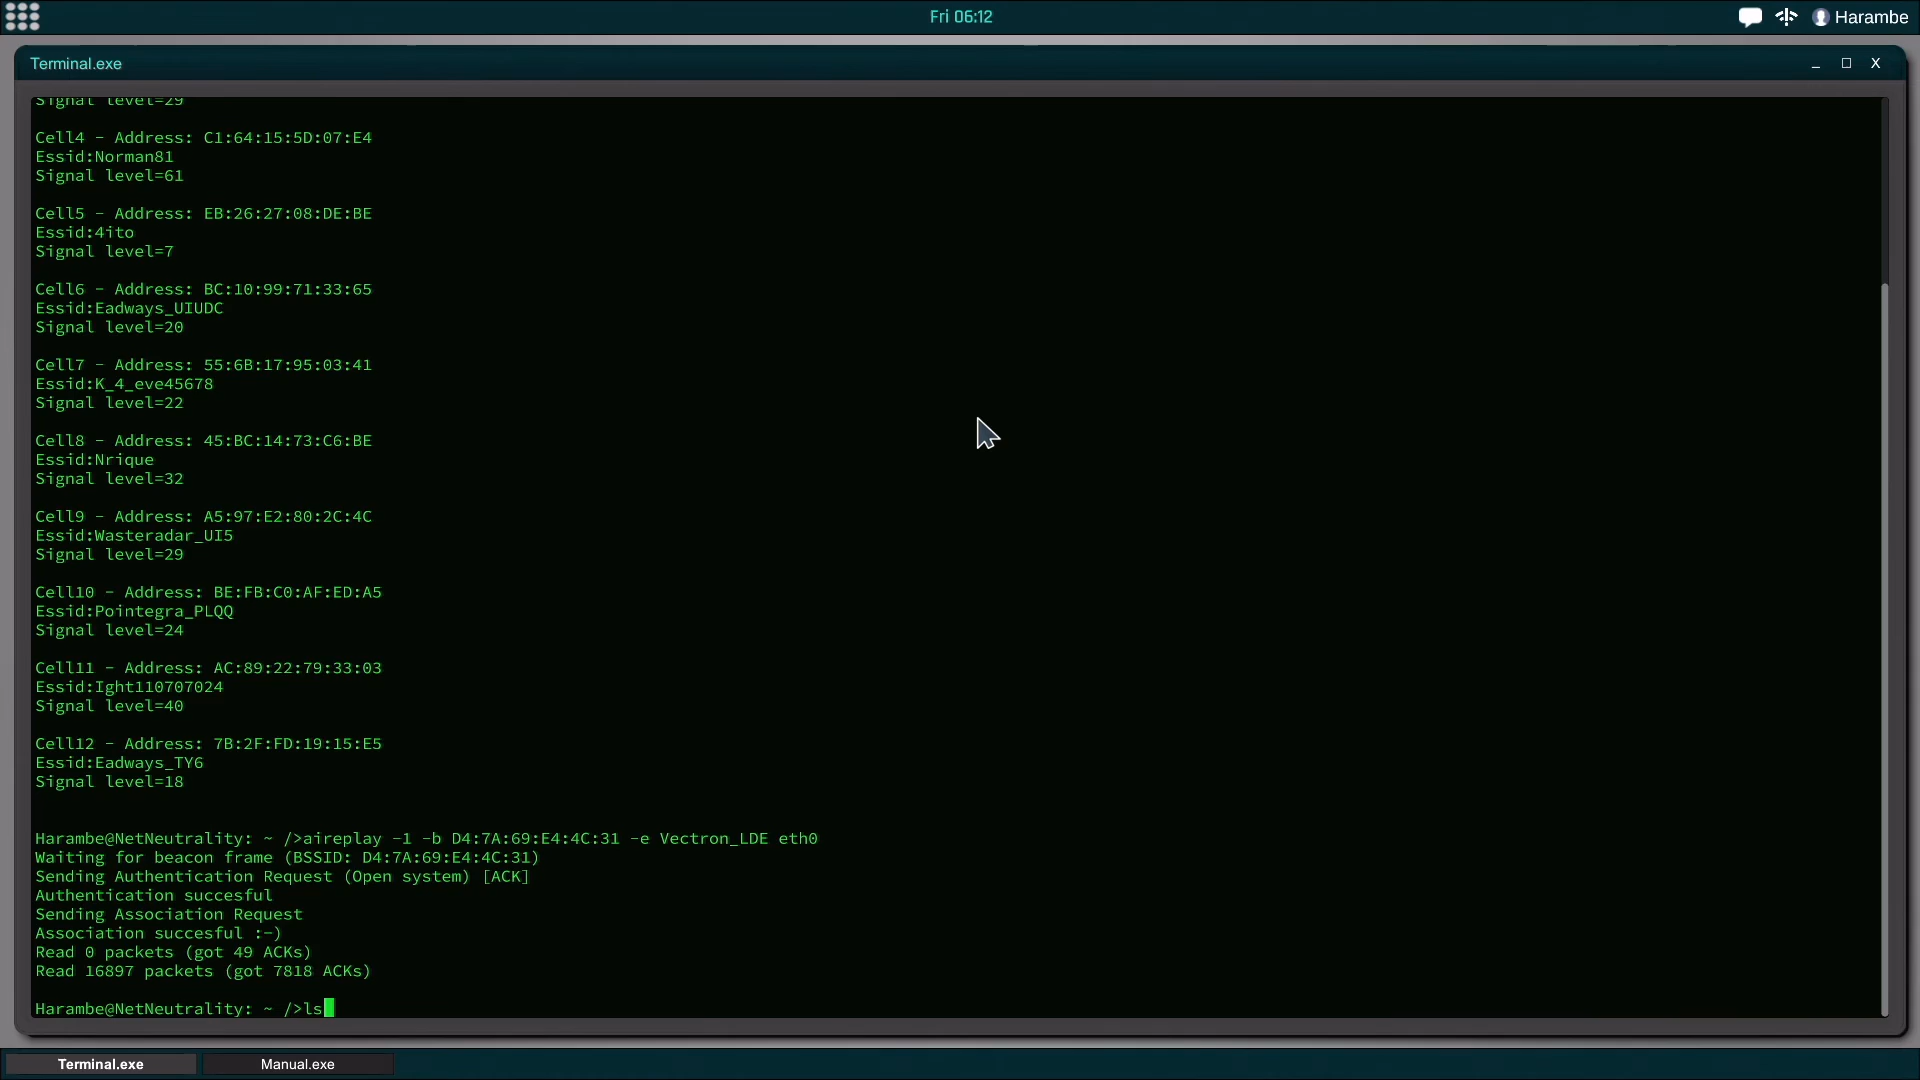 Fri 06:12
Harambe
Terminal.exe
_ □ X
Signal level=29
Cell4 - Address: C1:64:15:5D:07:E4
Essid:Norman81
Signal level=61
Cell5 - Address: EB:26:27:08:DE:BE
Essid:4ito
Signal level=7
Cell6 - Address: BC:10:99:71:33:65
Essid:Eadways_UIUDC
Signal level=20
Cell7 - Address: 55:6B:17:95:03:41
Essid:K_4_eve45678
Signal level=22
Cell8 - Address: 45:BC:14:73:C6:BE
Essid:Nrique
Signal level=32
Cell9 - Address: A5:97:E2:80:2C:4C
Essid:Wasteradar_UI5
Signal level=29
Cell10 - Address: BE:FB:C0:AF:ED:A5
Essid:Pointegra_PLQQ
Signal level=24
Cell11 - Address: AC:89:22:79:33:03
Essid:Ight110707024
Signal level=40
Cell12 - Address: 7B:2F:FD:19:15:E5
Essid:Eadways_TY6
Signal level=18
Harambe@NetNeutrality: ~ />aireplay -1 -b D4:7A:69:E4:4C:31 -e Vectron_LDE eth0
Waiting for beacon frame (BSSID: D4:7A:69:E4:4C:31)
Sending Authentication Request (Open system) [ACK]
Authentication succesful
Sending Association Request
Association succesful :-)
Read 0 packets (got 49 ACKs)
Read 16897 packets (got 7818 ACKs)
Harambe@NetNeutrality: ~ />ls
Terminal.exe
Manual.exe